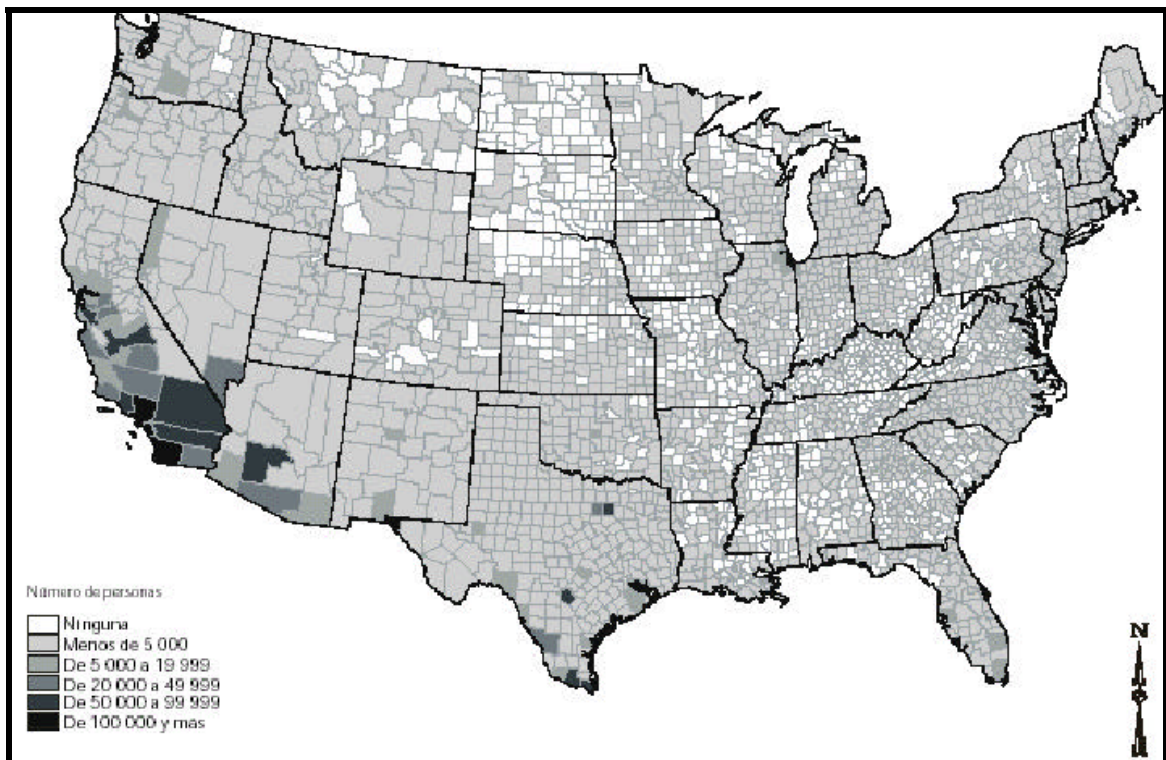 Número de personas
Ninguna
Menos de 5 000
De 5 000 a 19 999
De 20 000 a 49 999
De 50 000 a 99 999
De 100 000 y más
N